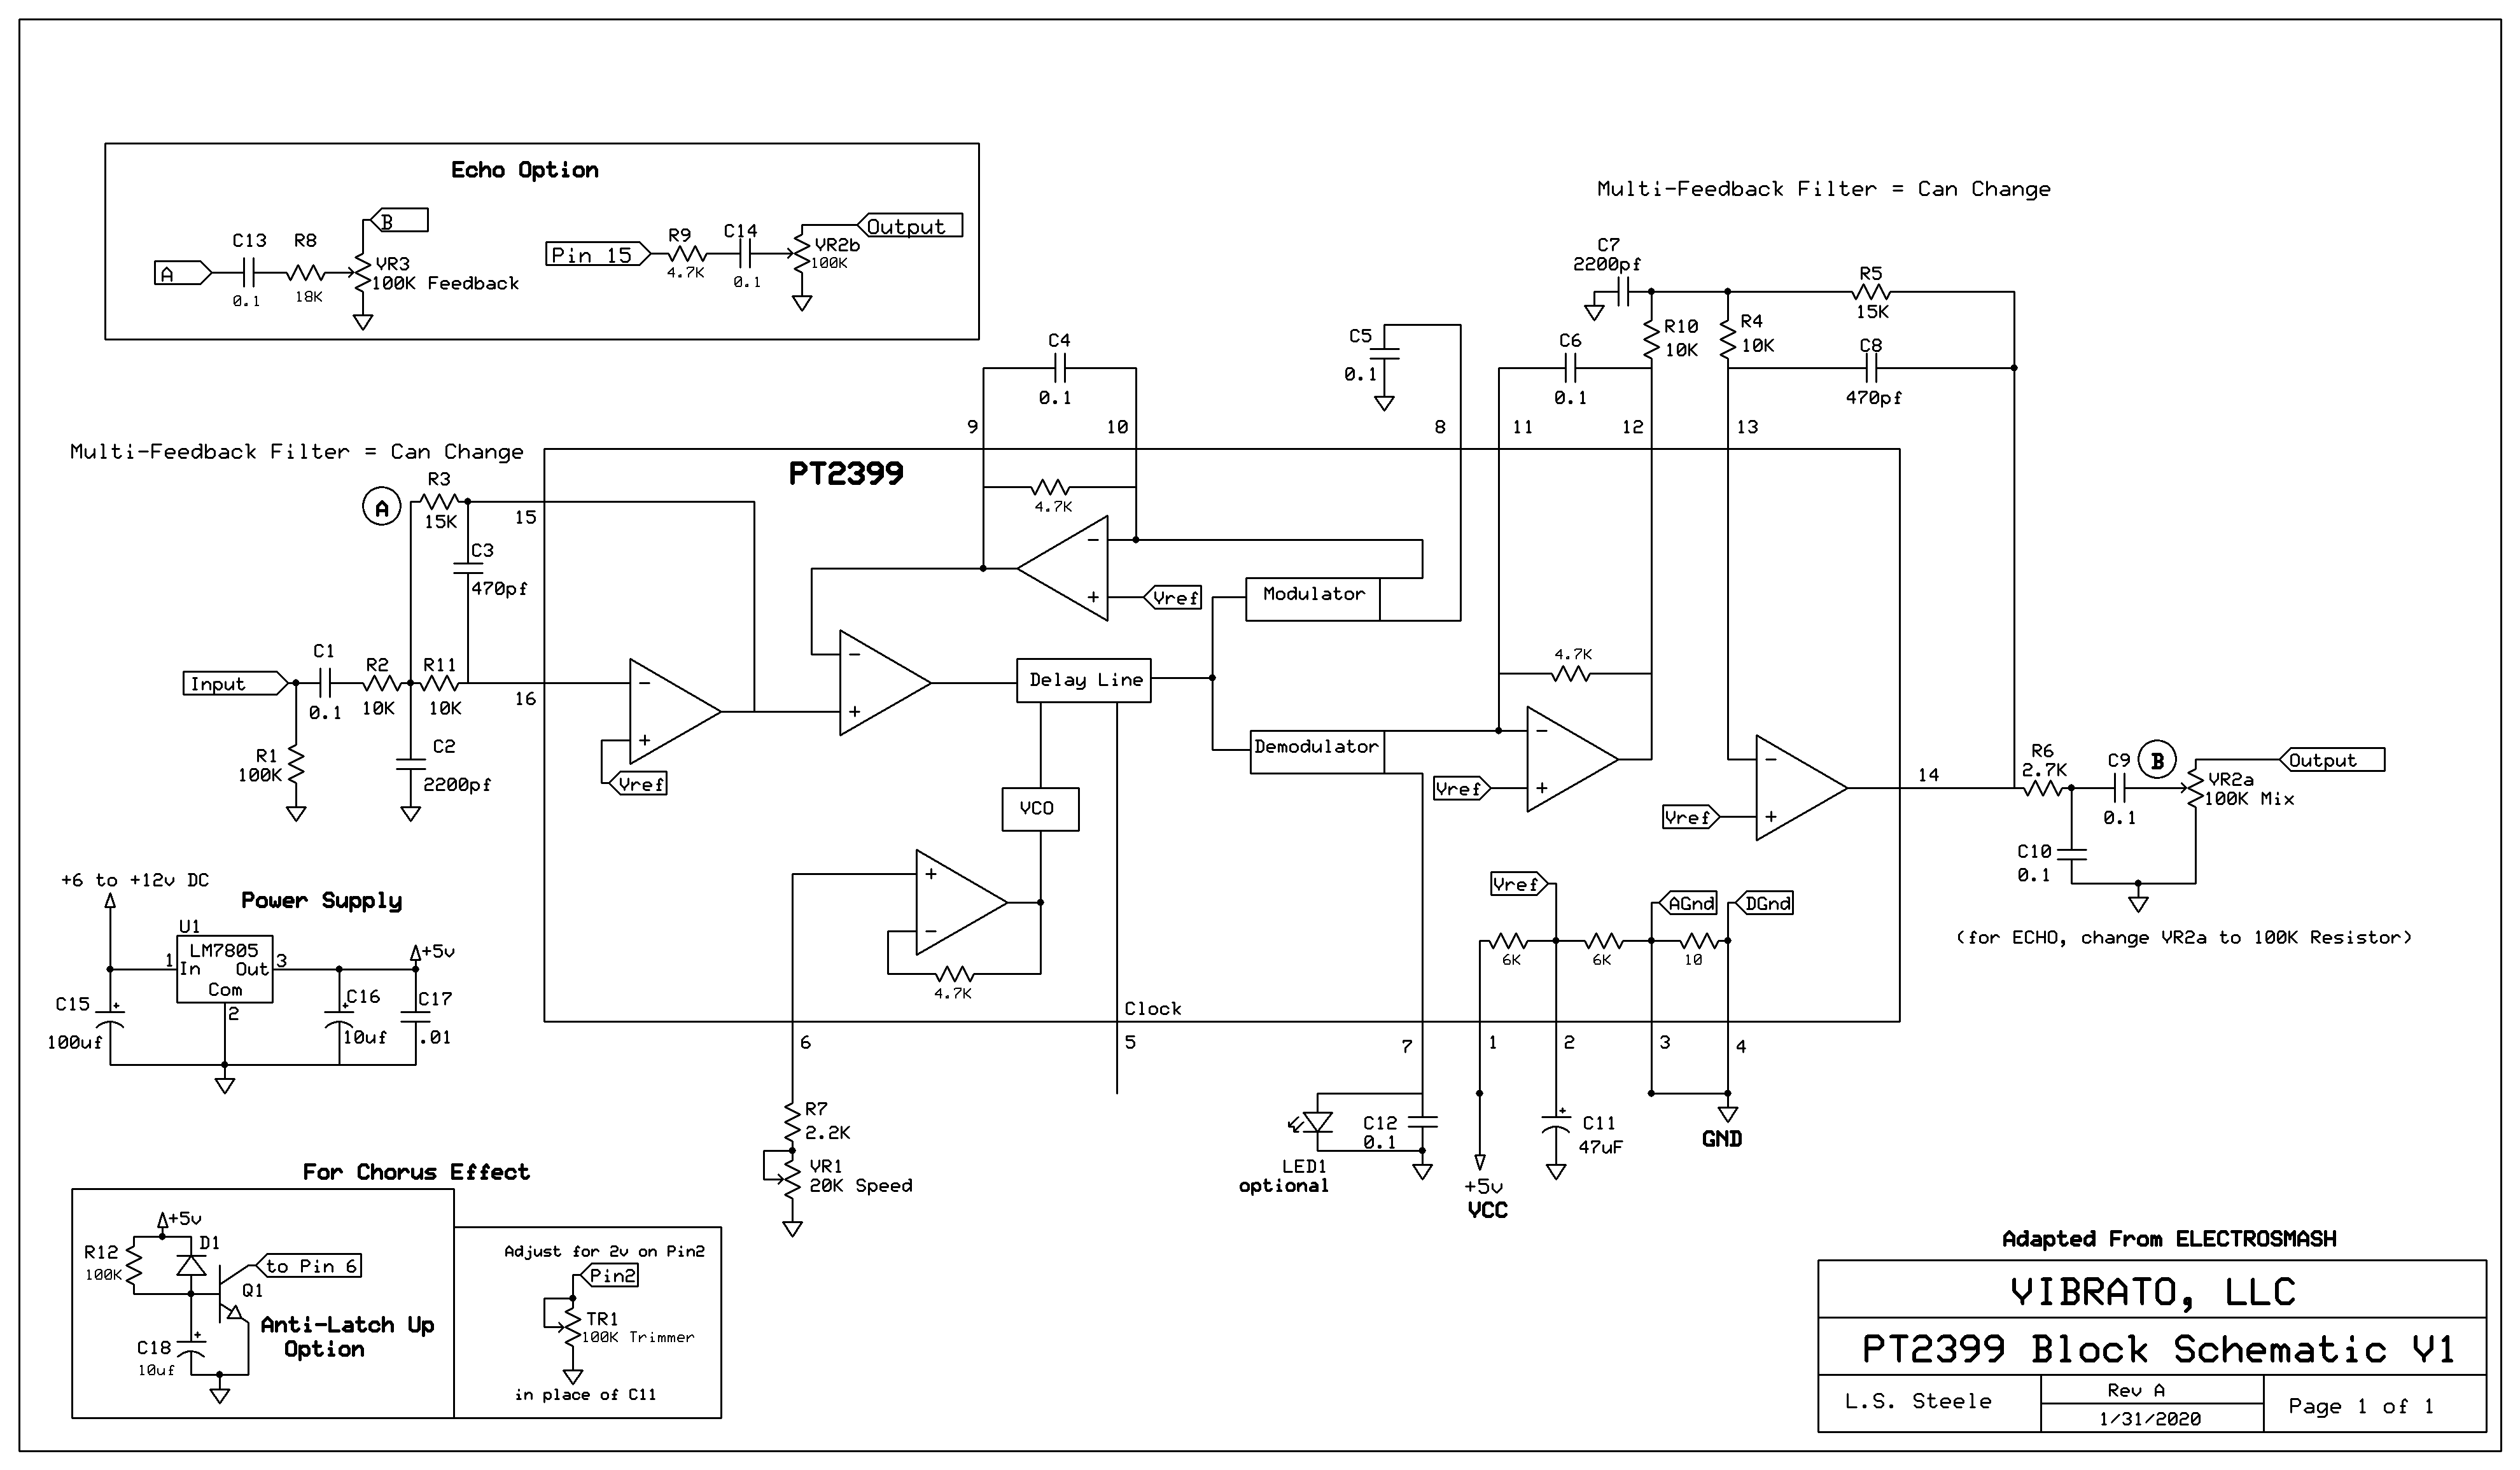 Echo Option
B
C13
R8
A
VR3
100K Feedback
0.1
18K
Pin 15
R9
4.7K
C14
0.1
VR2b
100K
Output
Multi-Feedback Filter = Can Change
C7
2200pf
R5
15K
R10
10K
R4
10K
C6
0.1
C8
470pf
C4
0.1
C5
0.1
9
10
8
11
12
13
Multi-Feedback Filter = Can Change
PT2399
R3
A
15K
15
C3
470pf
4.7K
-
+
Vref
Modulator
Input
C1
0.1
R2
10K
R11
10K
16
R1
100K
C2
2200pf
-
+
Vref
-
+
Delay Line
VCO
Demodulator
4.7K
-
+
Vref
-
+
Vref
14
R6
2.7K
C9
0.1
B
VR2a
100K Mix
Output
C10
0.1
(for ECHO, change VR2a to 100K Resistor)
+
-
4.7K
Clock
Vref
AGnd
DGnd
6K
6K
10
+6 to +12v DC
Power Supply
U1
LM7805
1
In
Out
3
Com
2
+5v
C15
+
100uf
C16
+
10uf
C17
.01
6
5
7
1
2
3
4
R7
2.2K
VR1
20K Speed
LED1
optional
C12
0.1
+5v
VCC
+
C11
47uF
GND
For Chorus Effect
+5v
R12
100K
D1
to Pin 6
Q1
Anti-Latch Up
Option
+
C18
10uf
Adjust for 2v on Pin2
Pin2
TR1
100K Trimmer
in place of C11
Adapted From ELECTROSMASH
VIBRATO, LLC
PT2399 Block Schematic V1
L.S. Steele
Rev A
1/31/2020
Page 1 of 1